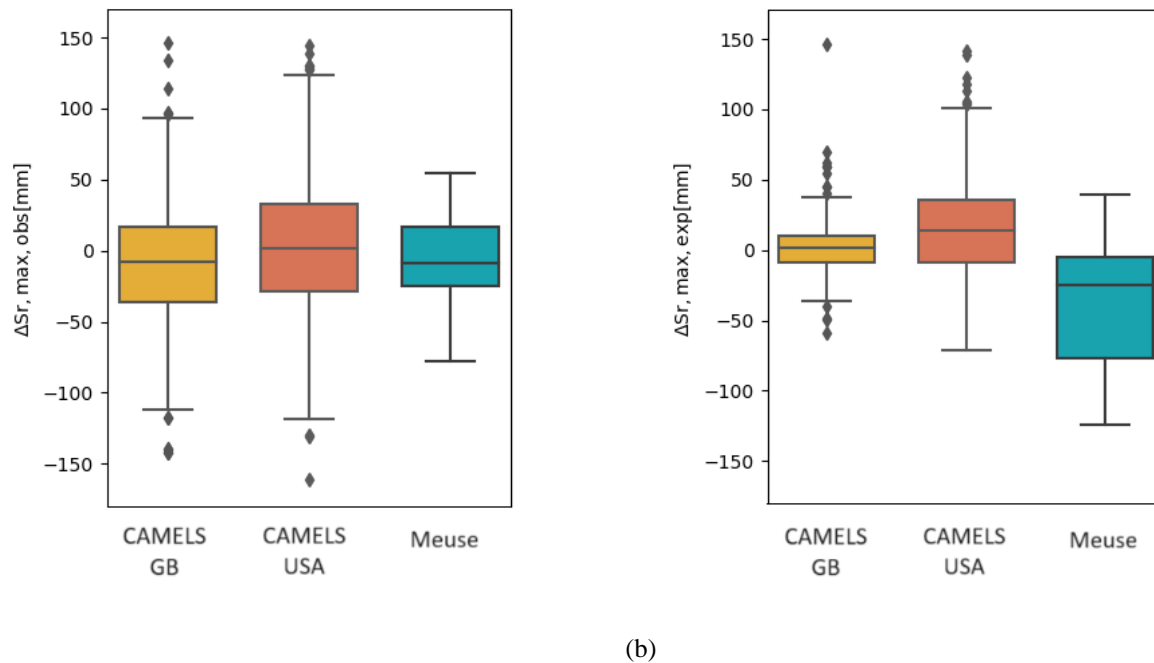 150
100
50
0
−50
−100
−150
ΔSr, max, obs[mm]
CAMELS
GB
CAMELS
USA
Meuse
150
100
50
0
−50
−100
−150
ΔSr, max, exp[mm]
CAMELS
GB
CAMELS
USA
Meuse
(b)